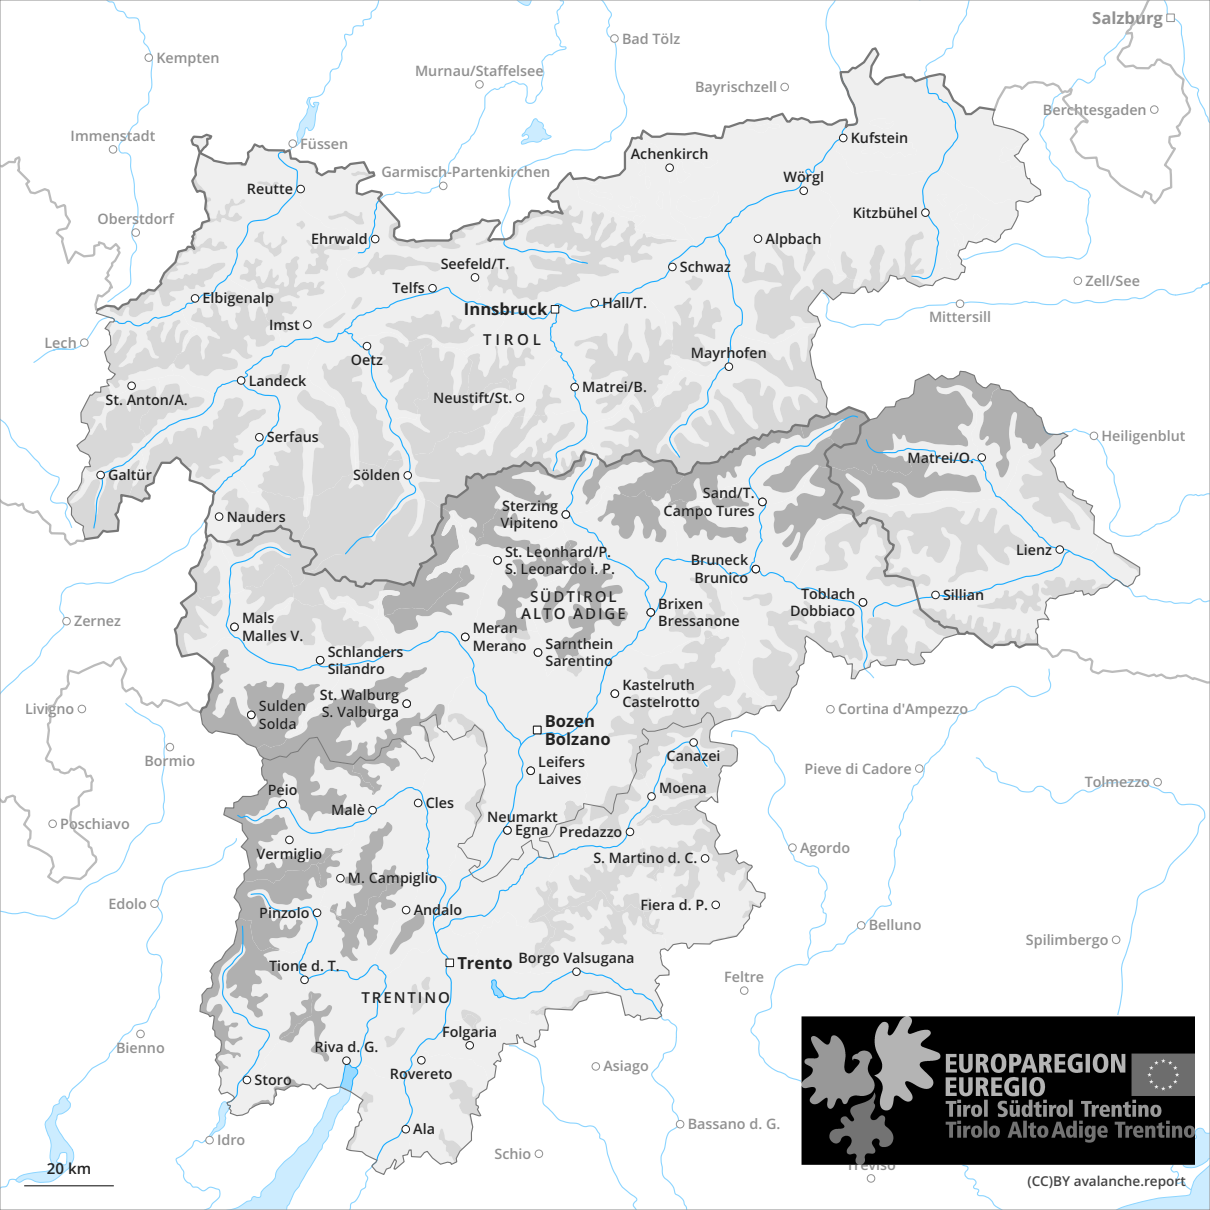 Salzburg
Bad Tölz
Kempten
Murnau/Staffelsee
Bayrischzell
Berchtesgaden
Immenstadt
Füssen
Kufstein
Achenkirch
Garmisch-Partenkirchen
Wörgl
Reutte
Oberstdorf
Kitzbühel
Ehrwald
Alpbach
Seefeld/T.
Schwaz
Zell/See
Telfs
Elbigenalp
Hall/T.
Innsbruck
Mittersill
Imst
TIROL
Lech
Oetz
Mayrhofen
Landeck
Matrei/B.
St. Anton/A.
Neustift/St.
Serfaus
Heiligenblut
Matrei/O.
Galtür
Sölden
Sand/T.
Campo Tures
Sterzing
Vipiteno
Nauders
St. Leonhard/P.
S. Leonardo i. P.
Lienz
Bruneck
Brunico
SÜDTIROL
ALTO ADIGE
Toblach
Dobbiaco
Sillian
Brixen
Bressanone
Zernez
Mals
Malles V.
Meran
Merano
Sarnthein
Sarentino
Schlanders
Silandro
Kastelruth
Castelrotto
St. Walburg
S. Valburga
Sulden
Solda
Livigno
Cortina d'Ampezzo
Bozen
Bolzano
Bormio
Canazei
Leifers
Laives
Pieve di Cadore
Tolmezzo
Peio
Moena
Malè
Cles
Neumarkt
Egna
Predazzo
Poschiavo
Vermiglio
Agordo
S. Martino d. C.
M. Campiglio
Edolo
Pinzolo
Andalo
Fiera d. P.
Belluno
Spilimbergo
Trento
Borgo Valsugana
Tione d. T.
Feltre
TRENTINO
Folgaria
Bienno
Riva d. G.
Rovereto
Asiago
Storo
EUROPAREGION
EUREGIO
Tirol Südtirol Trentino
Tirolo Alto Adige Trentino
Ala
Bassano d. G.
Idro
Schio
Treviso
20 km
(CC)BY avalanche.report